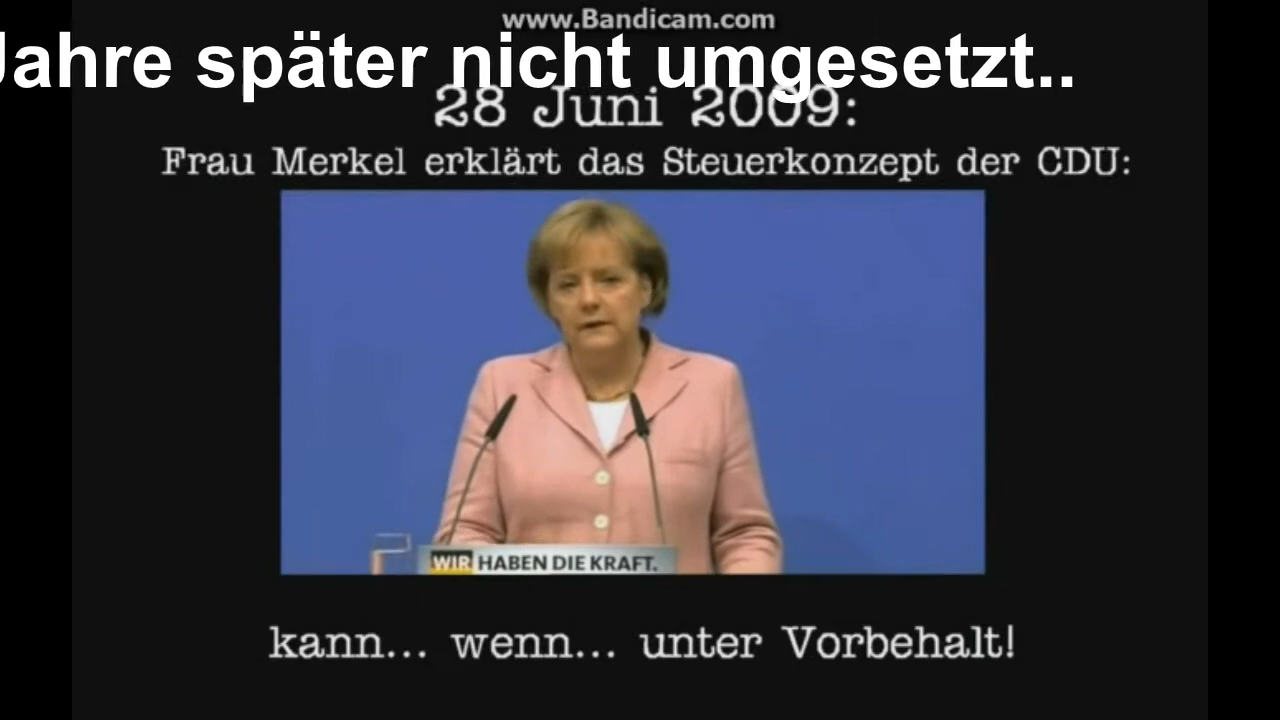 www.Bandicam.com
Jahre später nicht umgesetzt..
28 Juni 2009:
Frau Merkel erklärt das Steuerkonzept der CDU:
WIR HABEN DIE KRAFT.
kann... wenn... unter Vorbehalt!